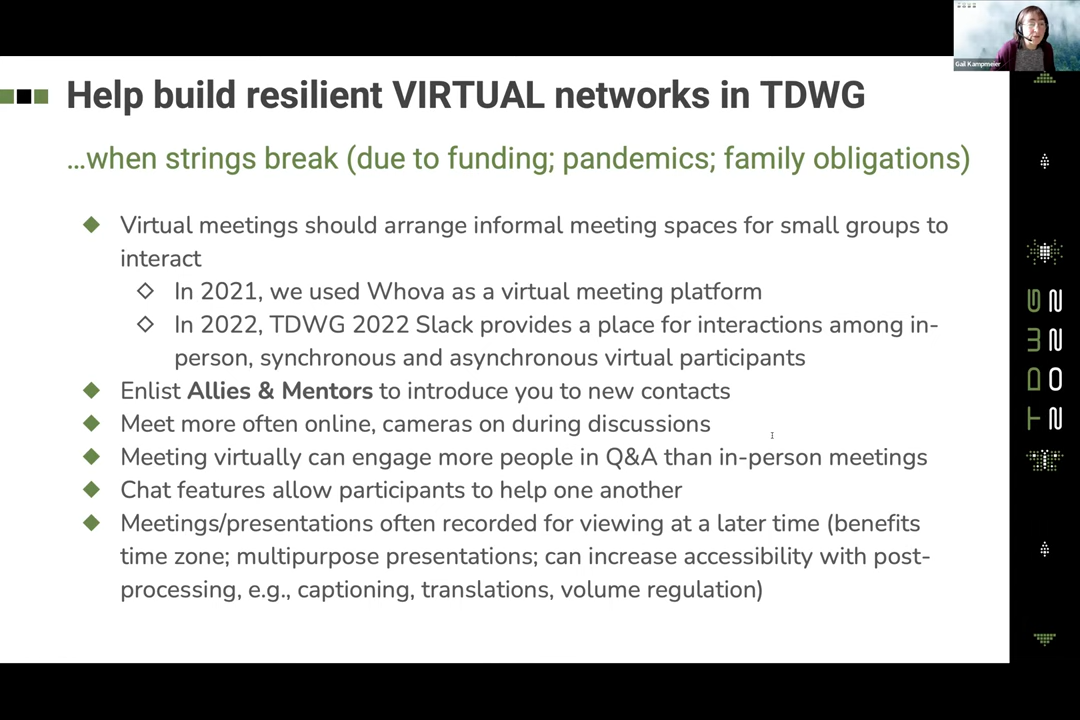 Gail Kampmeier
Help build resilient VIRTUAL networks in TDWG
...when strings break (due to funding; pandemics; family obligations)
Virtual meetings should arrange informal meeting spaces for small groups to
interact
In 2021, we used Whova as a virtual meeting platform
In 2022, TDWG 2022 Slack provides a place for interactions among in-
person, synchronous and asynchronous virtual participants
Enlist Allies & Mentors to introduce you to new contacts
Meet more often online, cameras on during discussions
Meeting virtually can engage more people in Q&A than in-person meetings
Chat features allow participants to help one another
Meetings/presentations often recorded for viewing at a later time (benefits
time zone; multipurpose presentations; can increase accessibility with post-
processing, e.g., captioning, translations, volume regulation)
TDWG
2022